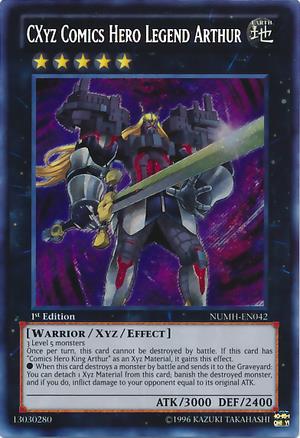 CXyz Comics Hero Legend Arthur
EARTH
地
1st Edition
NUMH-EN042
[Warrior / Xyz / Effect]
3 Level 5 monsters
Once per turn, this card cannot be destroyed by battle. If this card has
"Comics Hero King Arthur" as an Xyz Material, it gains this effect.
● When this card destroys a monster by battle and sends it to the Graveyard:
You can detach 1 Xyz Material from this card; banish the destroyed monster,
and if you do, inflict damage to your opponent equal to its original ATK.
ATK/3000 DEF/2400
13030280
©1996 KAZUKI TAKAHASHI